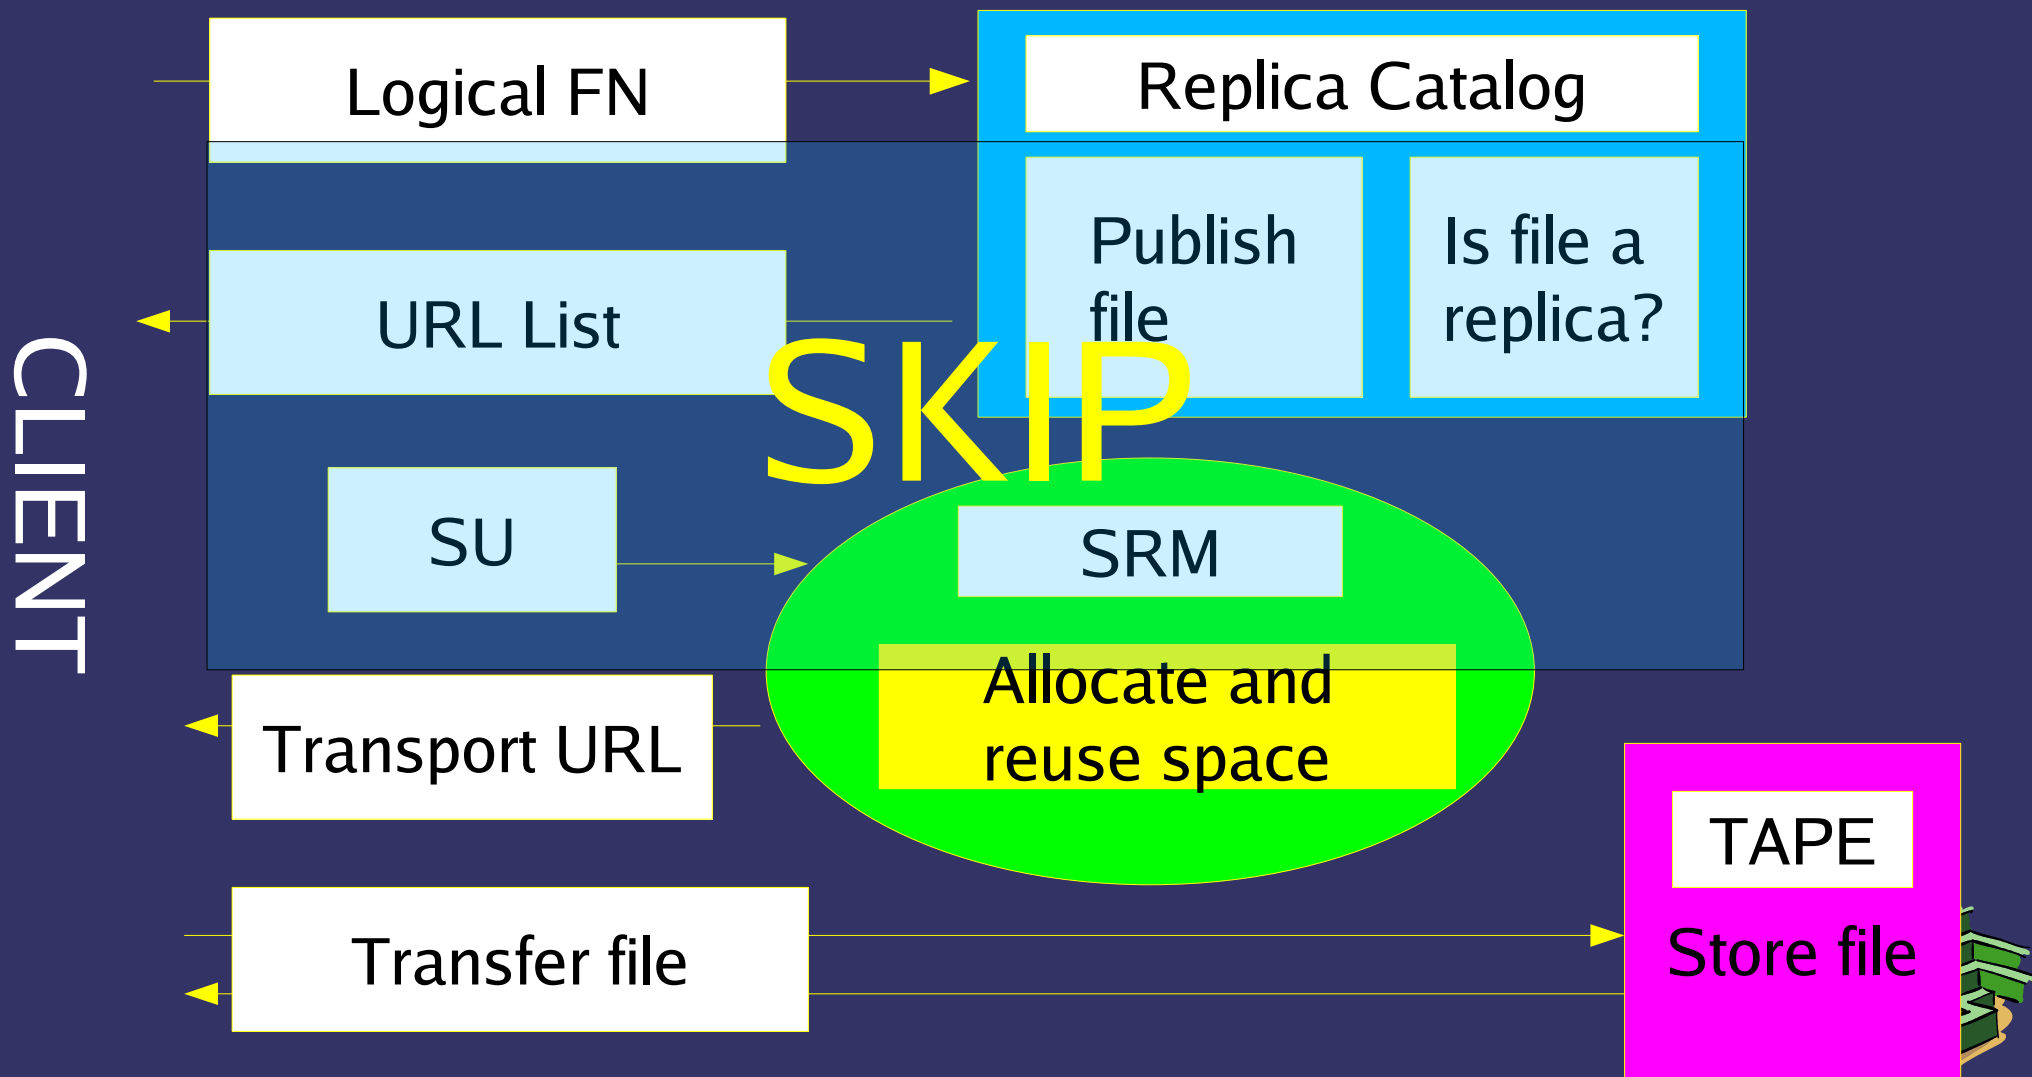 Logical FN
Replica Catalog
Publish
file
Is file a
replica?
URL List
SKIP
CLIENT
SU
SRM
Allocate and
reuse space
Transport URL
TAPE
Store file
Transfer file